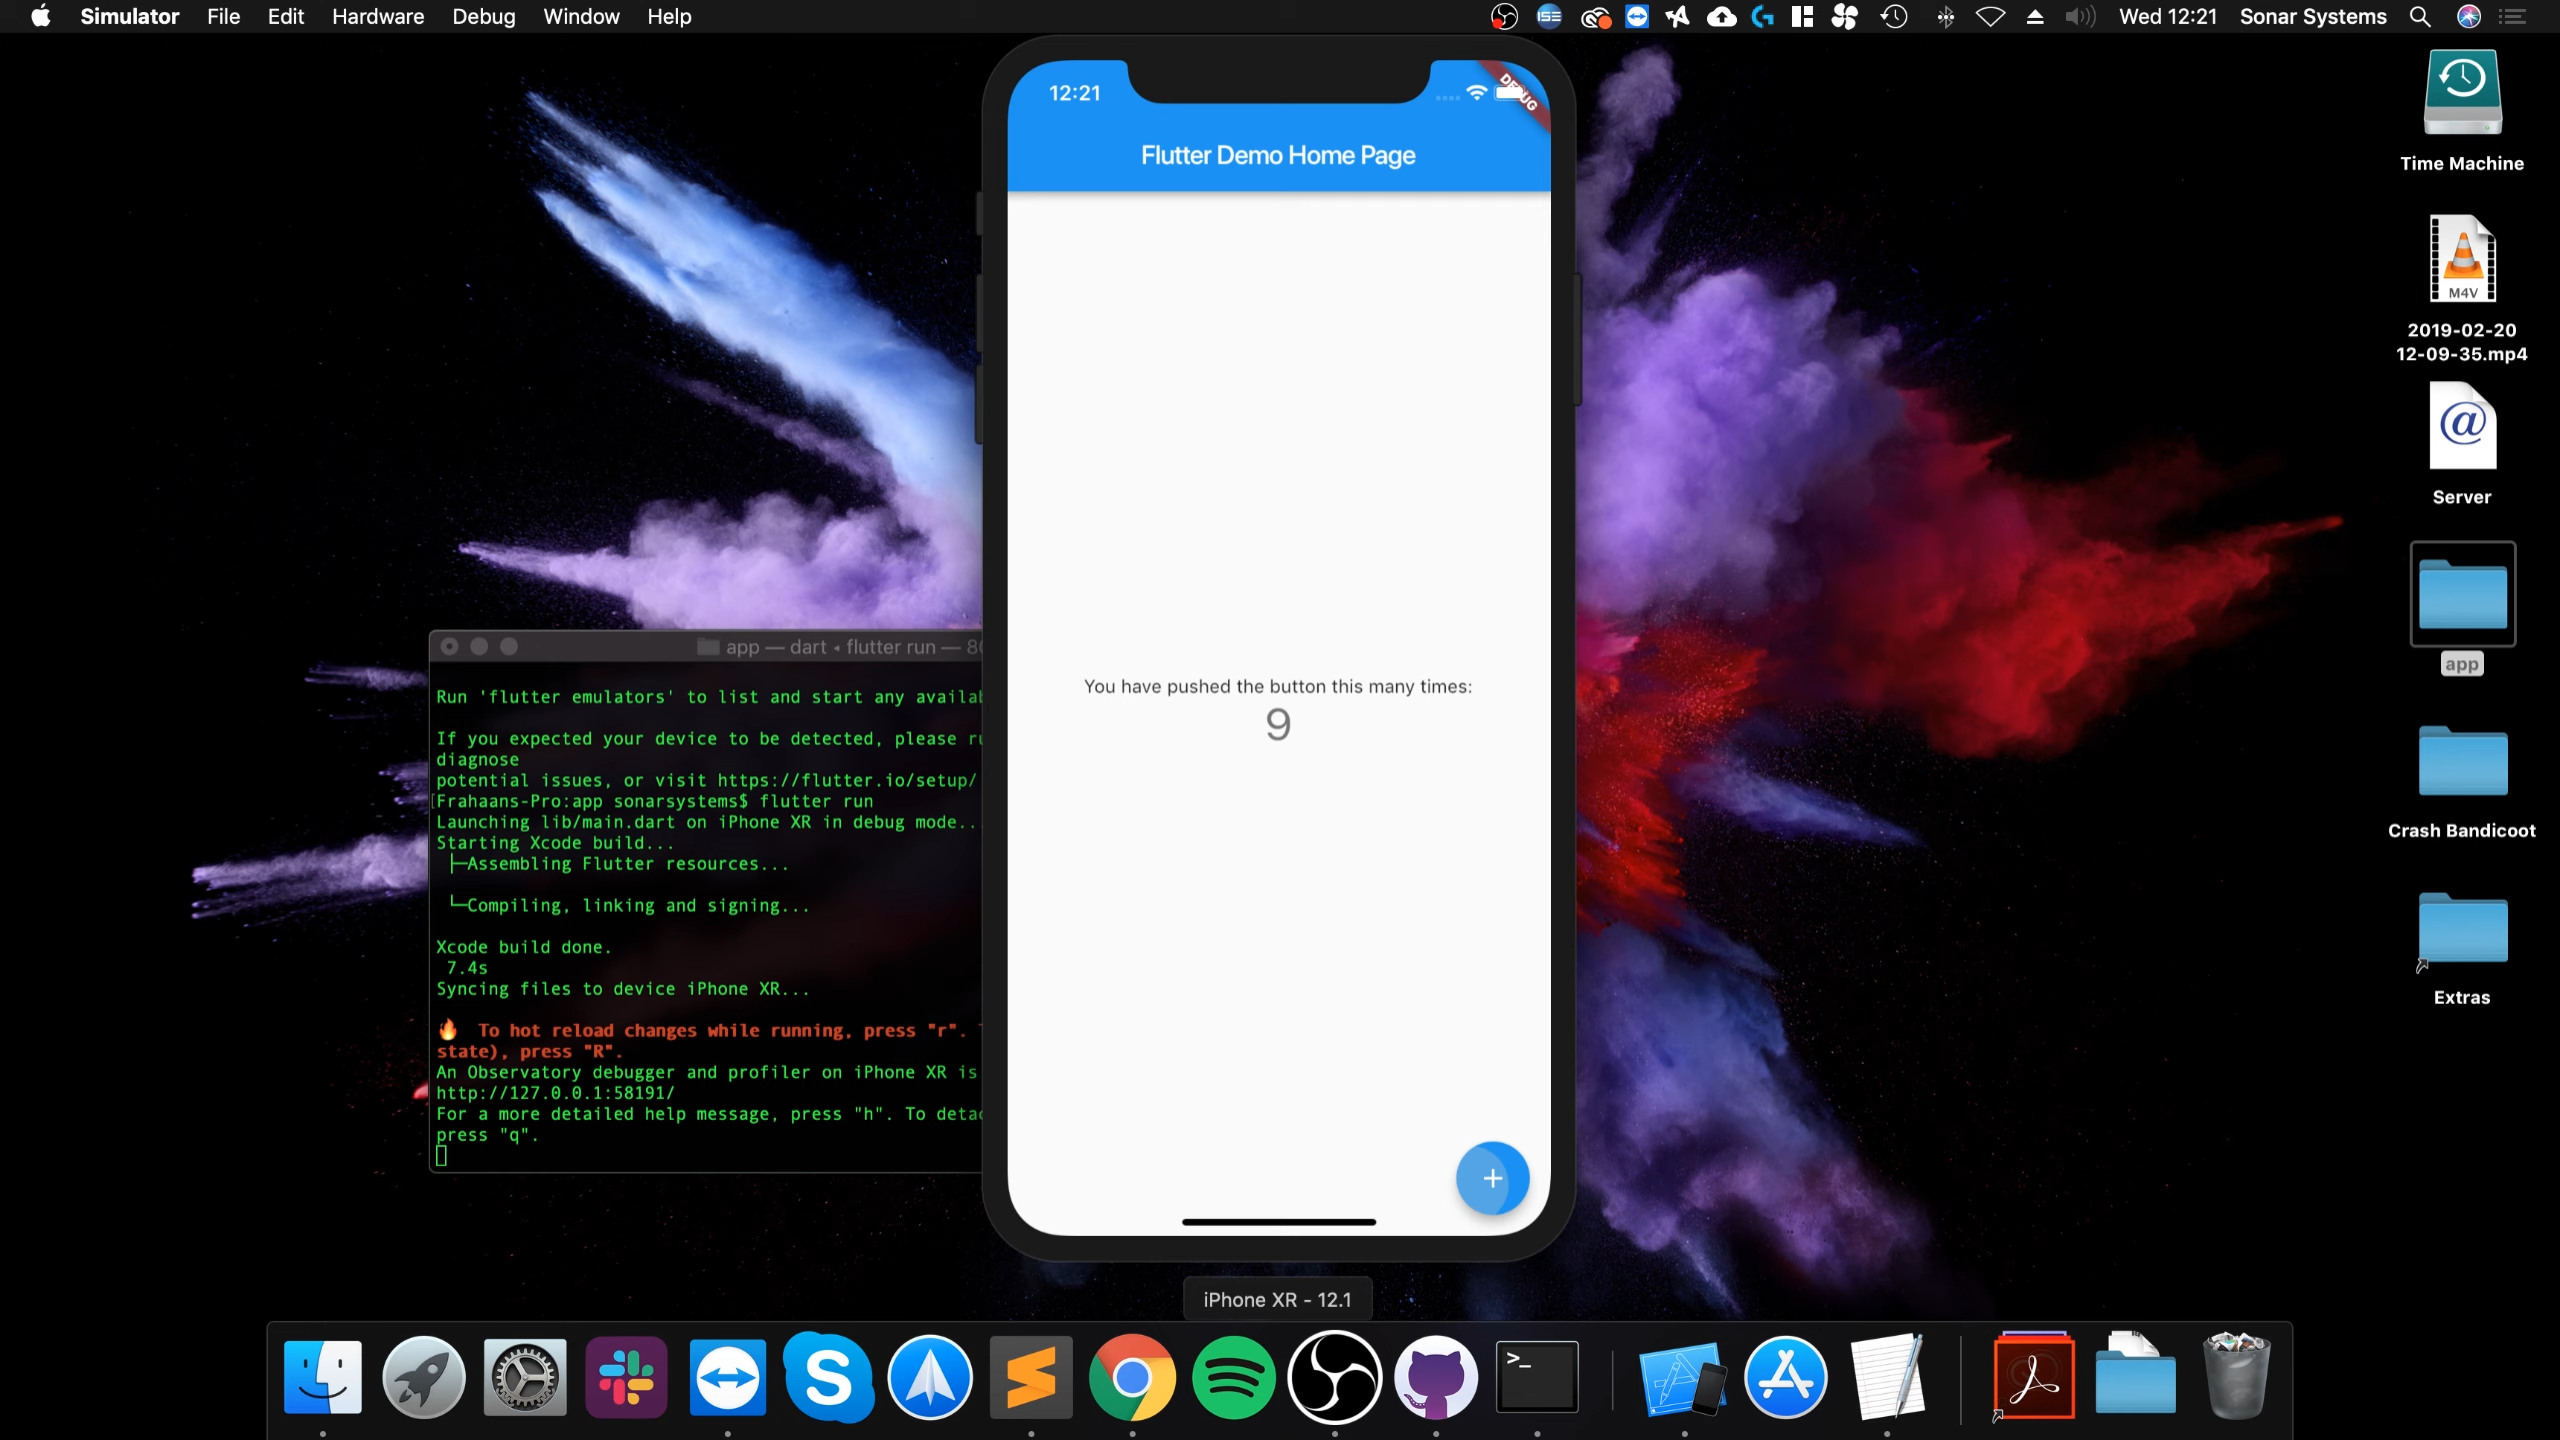 Simulator File Edit Hardware Debug Window Help Wed 12:21 Sonar Systems
12:21
DEBUG
Flutter Demo Home Page
You have pushed the button this many times:
9
app — dart ◂ flutter run — 80
Run 'flutter emulators' to list and start any availab
If you expected your device to be detected, please ru
diagnose
potential issues, or visit https://flutter.io/setup/
[Frahaans-Pro:app sonarsystems$ flutter run
Launching lib/main.dart on iPhone XR in debug mode...
Starting Xcode build...
├─Assembling Flutter resources...
└─Compiling, linking and signing...
Xcode build done.
7.4s
Syncing files to device iPhone XR...
🔥 To hot reload changes while running, press "r".
state), press "R".
An Observatory debugger and profiler on iPhone XR is
http://127.0.0.1:58191/
For a more detailed help message, press "h". To detac
press "q".
iPhone XR - 12.1
Time Machine
M4V
2019-02-20
12-09-35.mp4
@
Server
app
Crash Bandicoot
Extras
S
>_